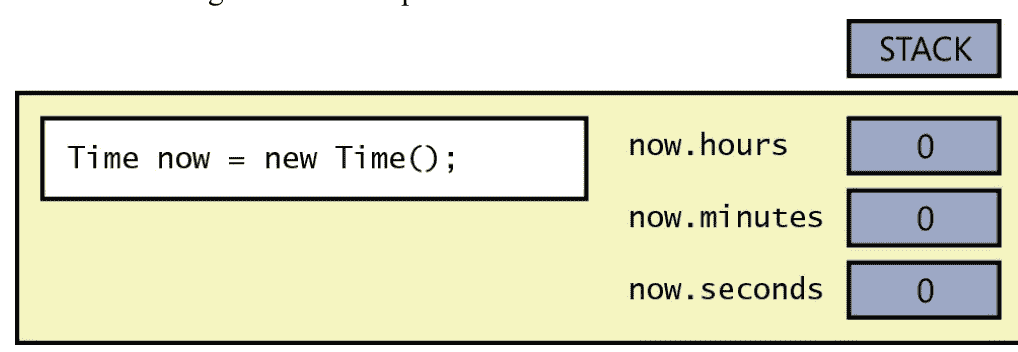 STACK
Time now = new Time();
now.hours 0
now.minutes 0
now.seconds 0